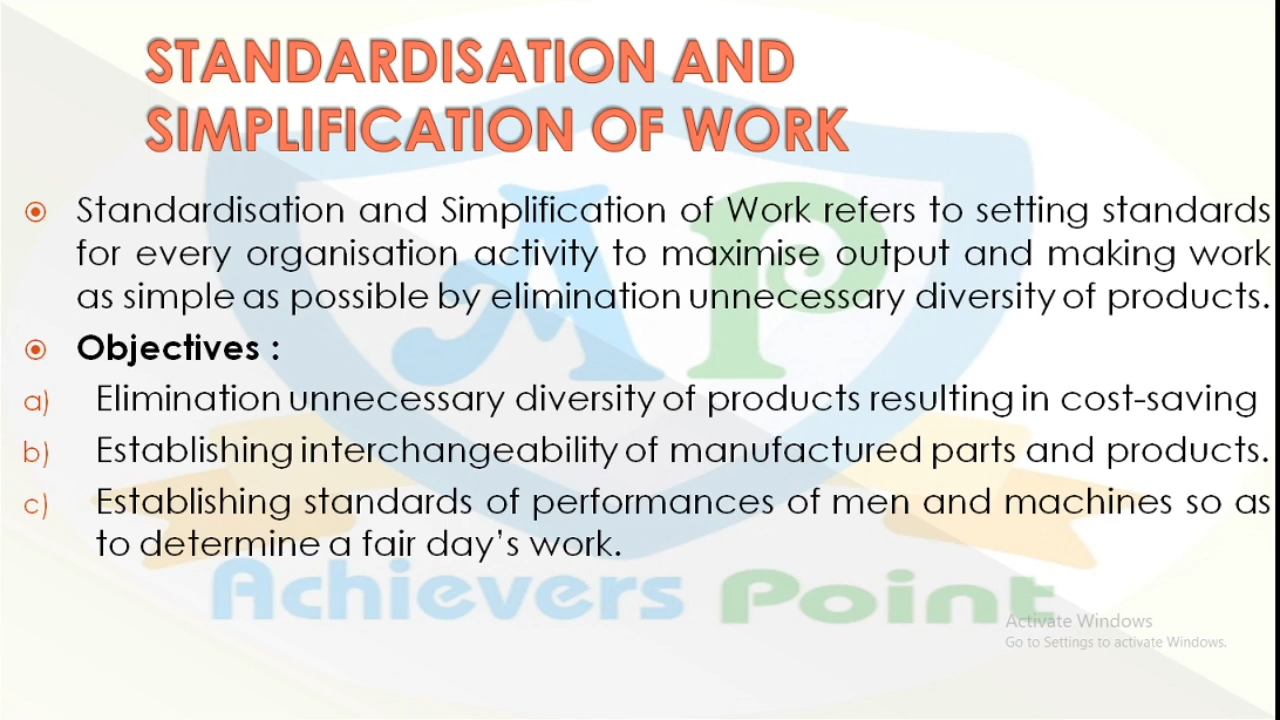 STANDARDISATION AND
SIMPLIFICATION OF WORK
Standardisation and Simplification of Work refers to setting standards
for every organisation activity to maximise output and making work
as simple as possible by elimination unnecessary diversity of products.
Objectives :
a) Elimination unnecessary diversity of products resulting in cost-saving
b) Establishing interchangeability of manufactured parts and products.
c) Establishing standards of performances of men and machines so as
to determine a fair day's work.
AP
Achievers Point
Activate Windows
Go to Settings to activate Windows.